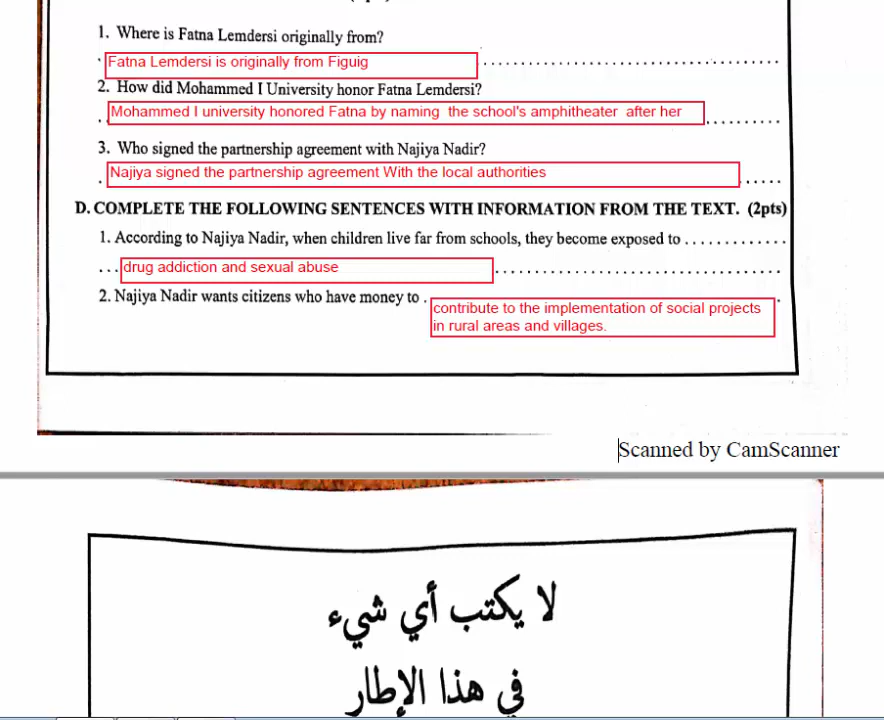 1. Where is Fatna Lemdersi originally from?
Fatna Lemdersi is originally from Figuig
2. How did Mohammed I University honor Fatna Lemdersi?
Mohammed I university honored Fatna by naming the school's amphitheater after her
3. Who signed the partnership agreement with Najiya Nadir?
Najiya signed the partnership agreement With the local authorities
D. COMPLETE THE FOLLOWING SENTENCES WITH INFORMATION FROM THE TEXT. (2pts)
1. According to Najiya Nadir, when children live far from schools, they become exposed to . . . . . . . . . . . . .
. . . drug addiction and sexual abuse
2. Najiya Nadir wants citizens who have money to .
contribute to the implementation of social projects
in rural areas and villages.
Scanned by CamScanner
لا يكتب أي شيء
في هذا الإطار